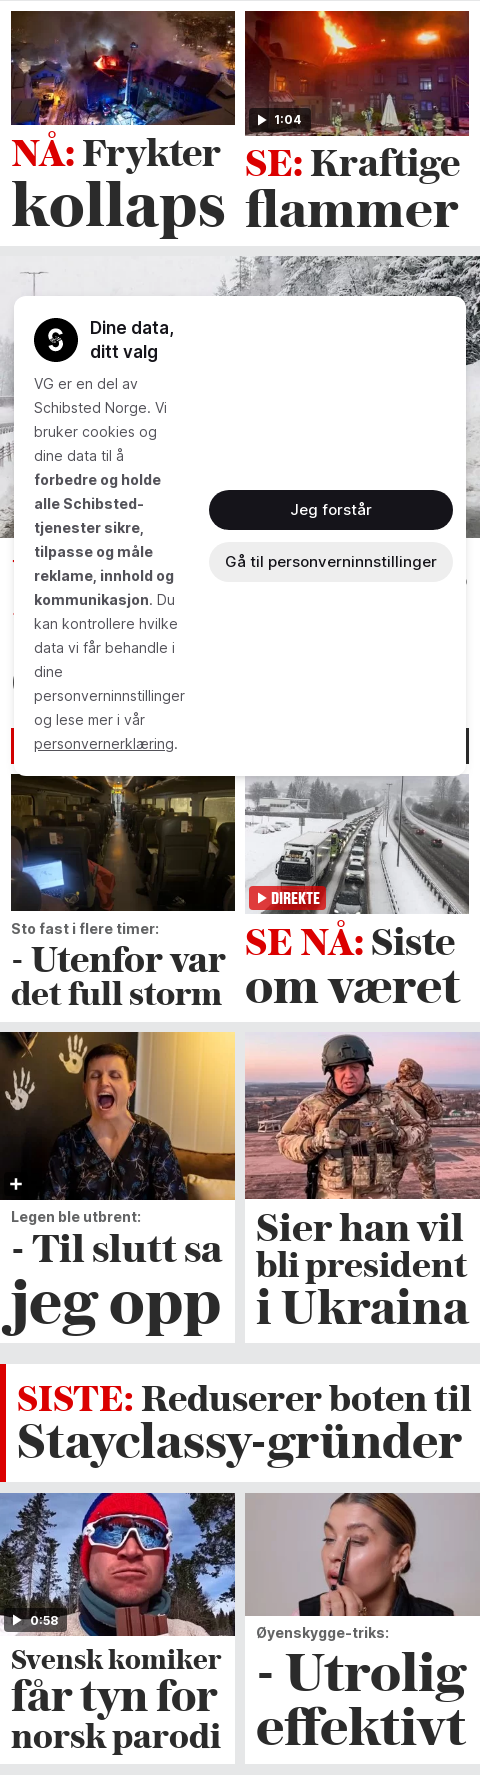 1:04
NÅ: Frykter
kollaps
SE: Kraftige
flammer
Dine data,
ditt valg
VG er en del av
Schibsted Norge. Vi
bruker cookies og
dine data til å
forbedre og holde
alle Schibsted-
tjenester sikre,
tilpasse og måle
reklame, innhold og
kommunikasjon. Du
kan kontrollere hvilke
data vi får behandle i
dine
personverninnstillinger
og lese mer i vår
personvernerklæring.
Jeg forstår
Gå til personverninnstillinger
Sto fast i flere timer:
- Utenfor var
det full storm
DIREKTE
SE NÅ: Siste
om været
Legen ble utbrent:
- Til slutt sa
jeg opp
Sier han vil
bli president
i Ukraina
SISTE: Reduserer boten til
Stayclassy-gründer
0:58
Svensk komiker
får tyn for
norsk parodi
Øyenskygge-triks:
- Utrolig
effektivt